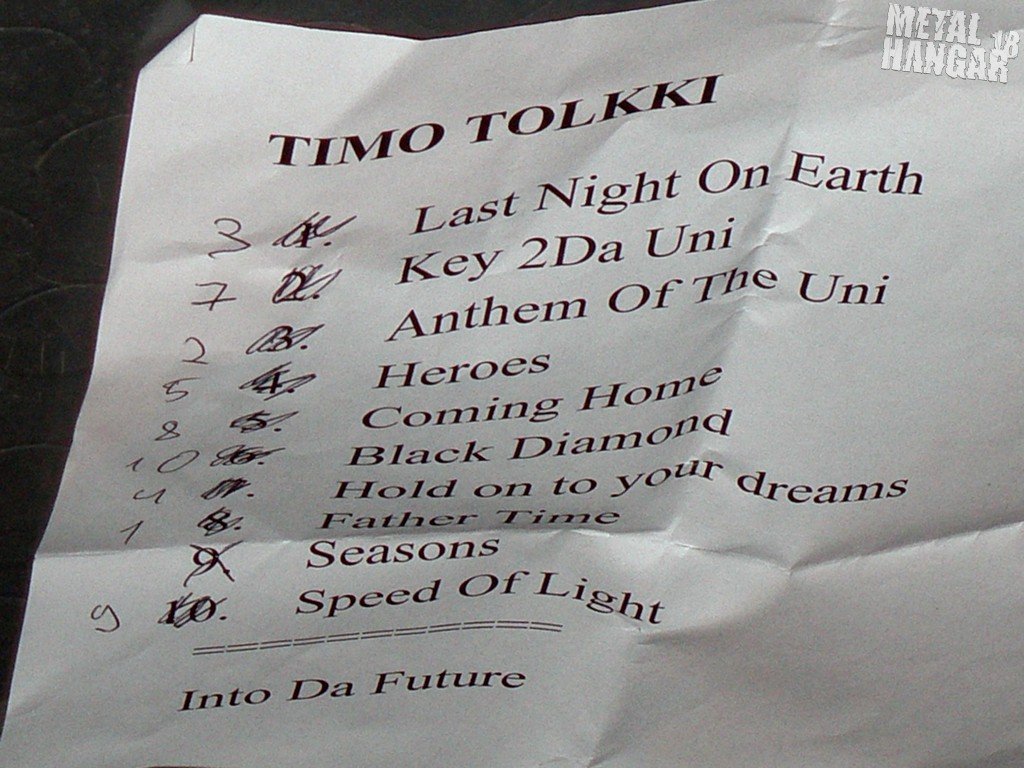 METAL
HANGAR 18
TIMO TOLKKI
3 1. Last Night On Earth
7 2. Key 2Da Uni
2 3. Anthem Of The Uni
5 4. Heroes
8 5. Coming Home
10 6. Black Diamond
4 7. Hold on to your dreams
1 8. Father Time
9. Seasons
9 10. Speed Of Light
==============
Into Da Future